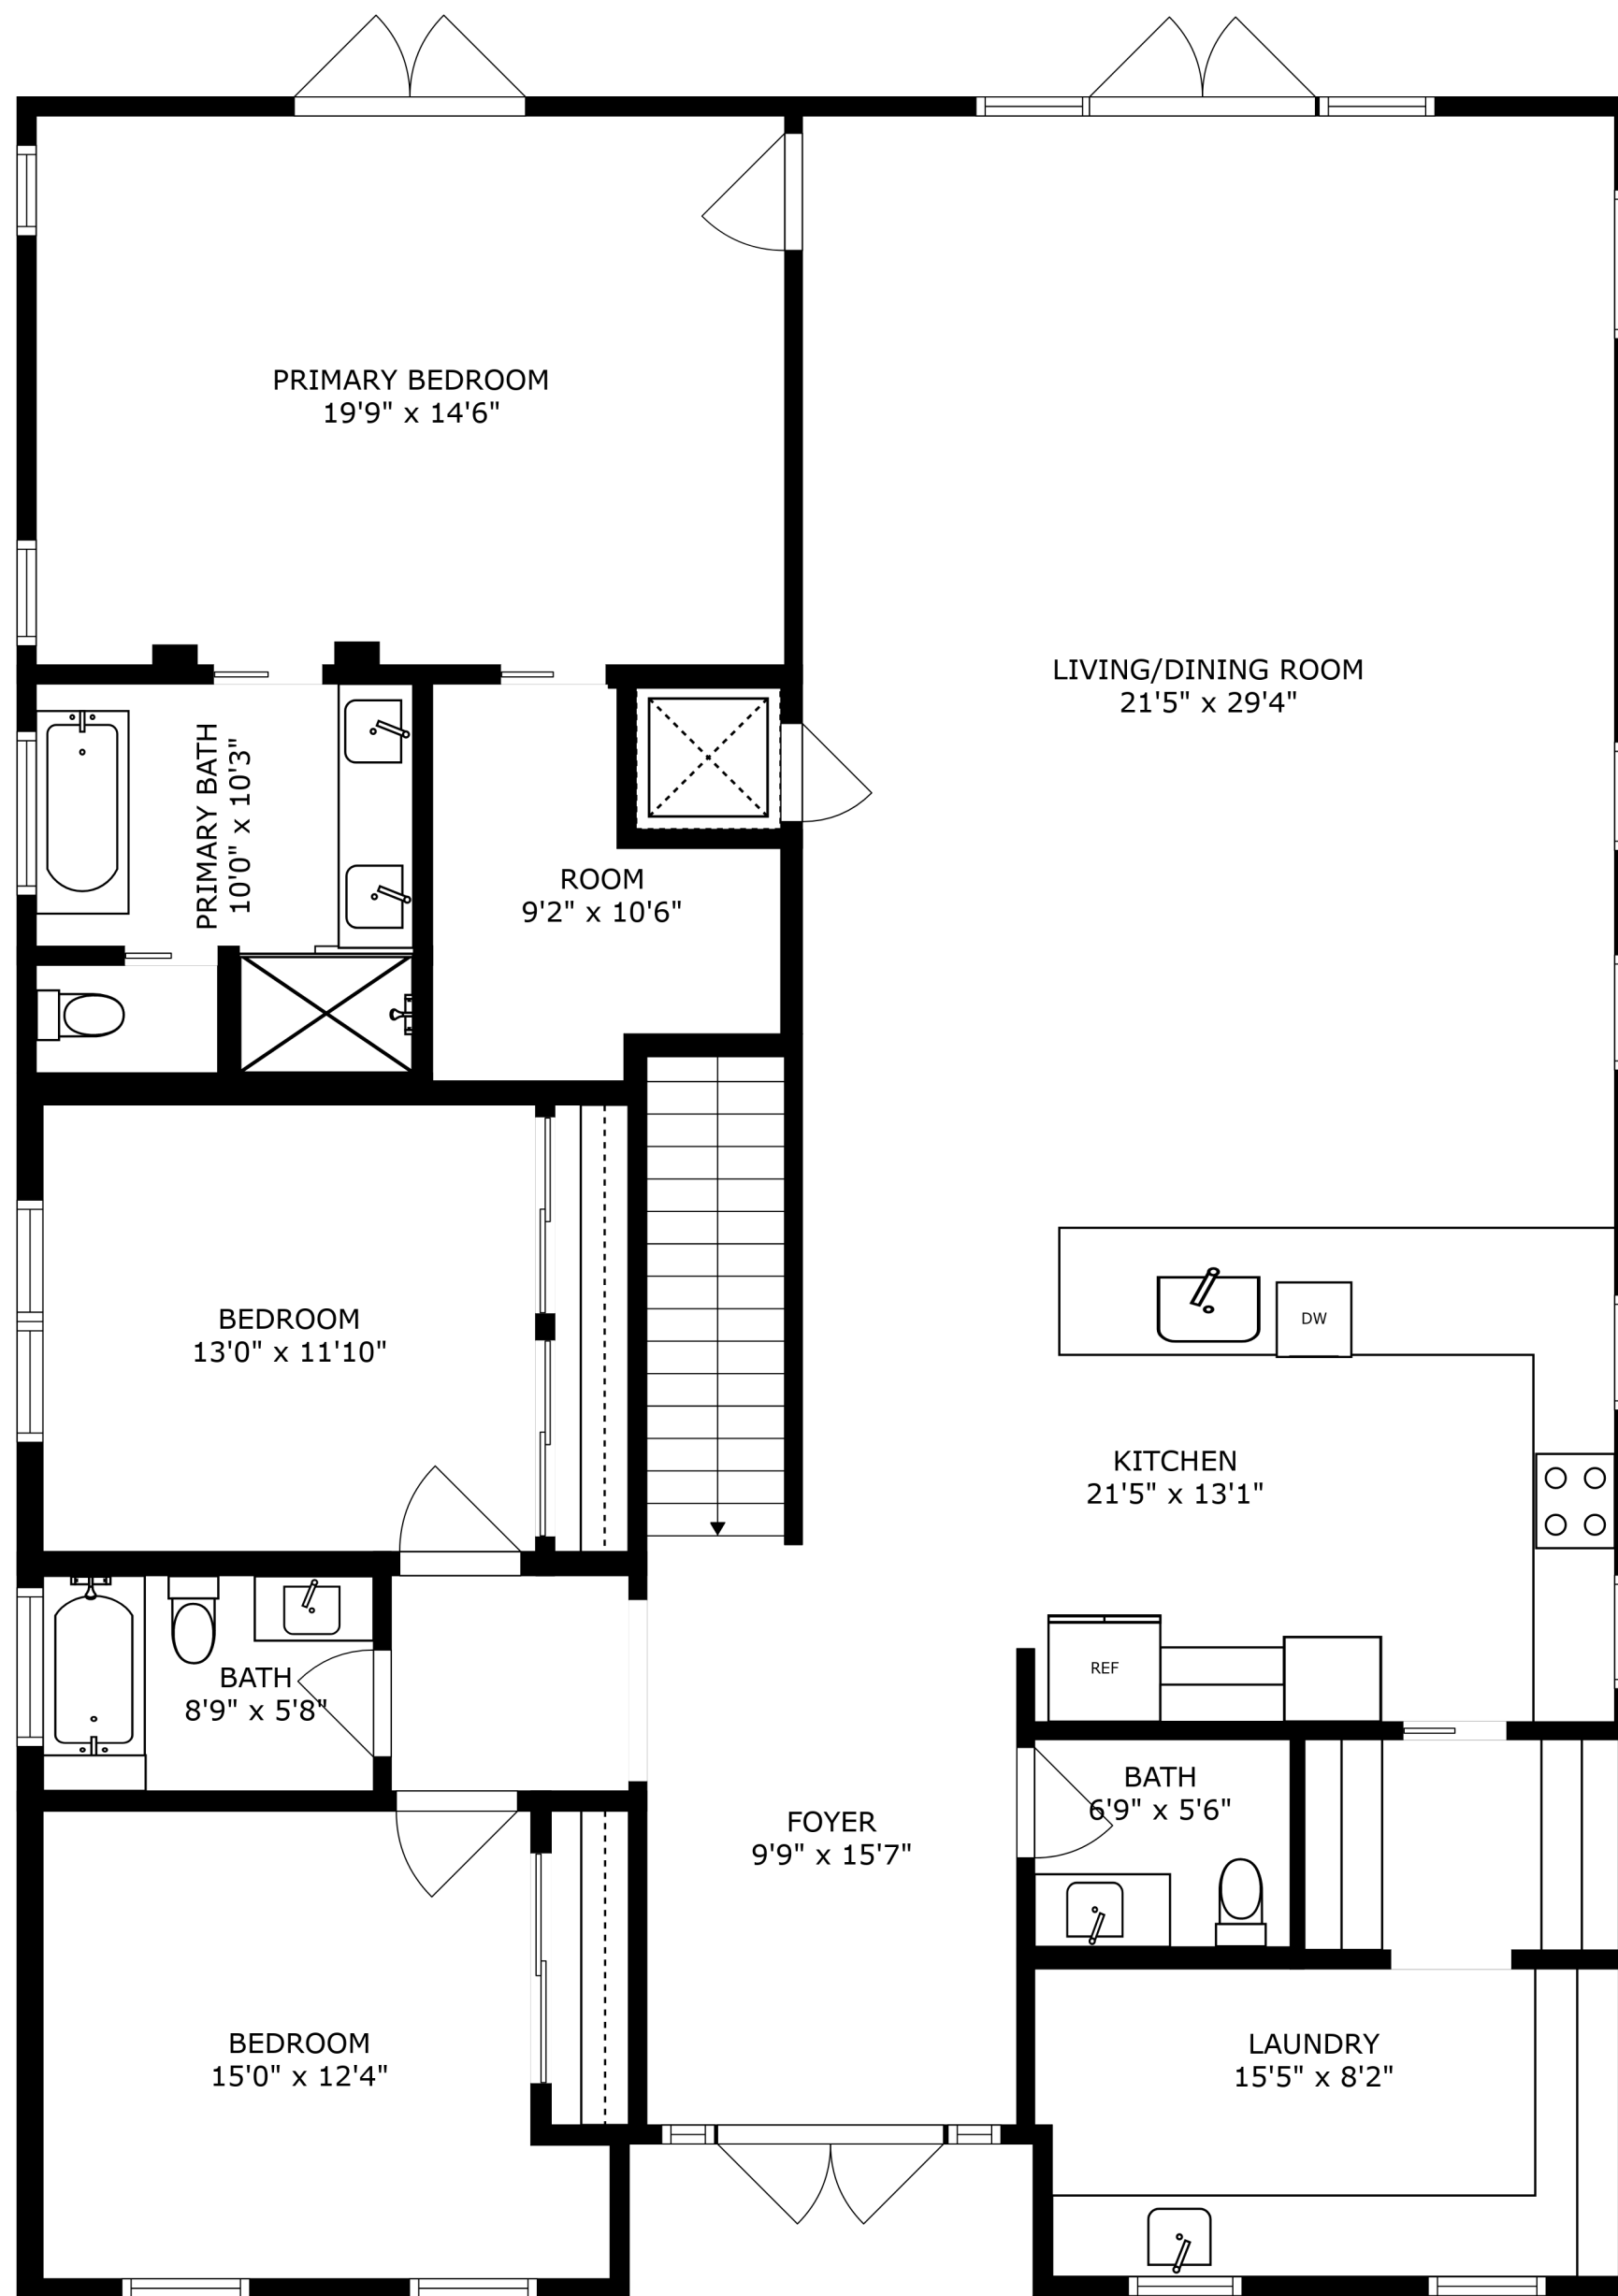 PRIMARY BEDROOM
19'9" x 14'6"
LIVING/DINING ROOM
21'5" x 29'4"
PRIMARY BATH
10'0" x 10'3"
ROOM
9'2" x 10'6"
BEDROOM
13'0" x 11'10"
DW
KITCHEN
21'5" x 13'1"
REF
BATH
8'9" x 5'8"
BATH
6'9" x 5'6"
FOYER
9'9" x 15'7"
BEDROOM
15'0" x 12'4"
LAUNDRY
15'5" x 8'2"